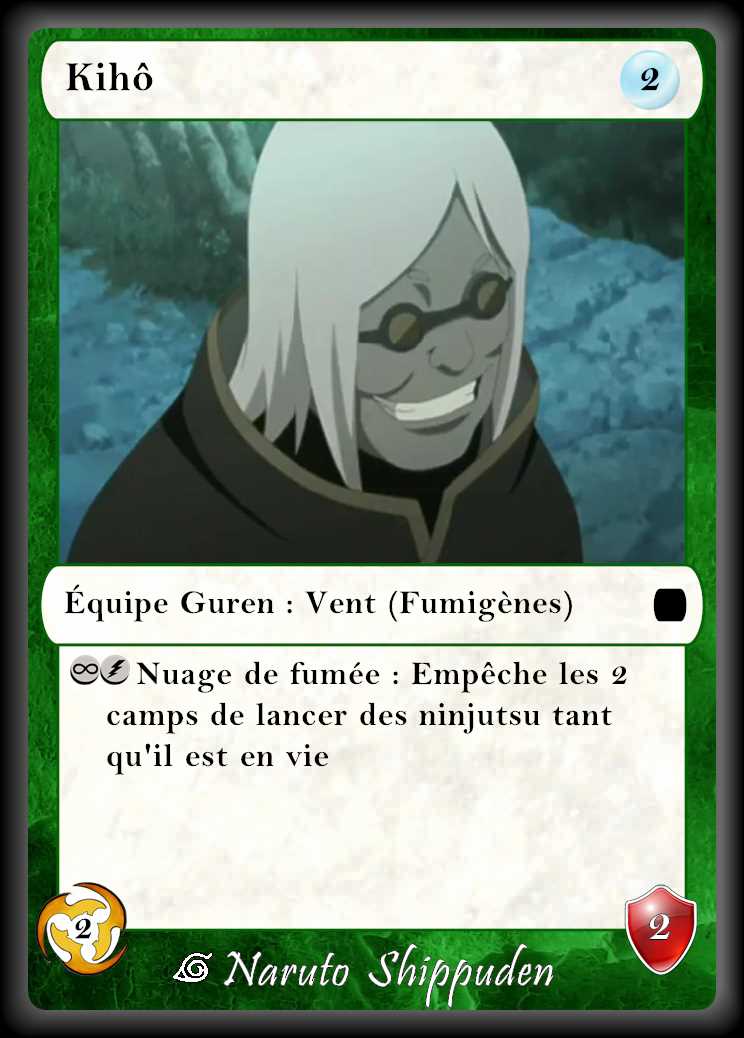 Kihô
2
Équipe Guren : Vent (Fumigènes)
Nuage de fumée : Empêche les 2
camps de lancer des ninjutsu tant
qu'il est en vie
2
2
Naruto Shippuden